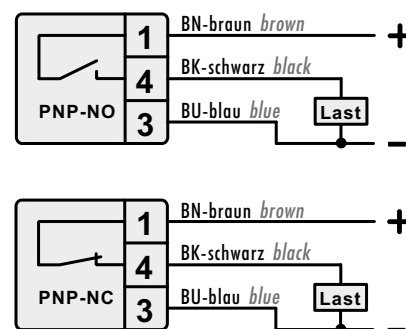 1 BN-braun brown +
4 BK-schwarz black
PNP-NO 3 BU-blau blue Last
−
1 BN-braun brown +
4 BK-schwarz black
PNP-NC 3 BU-blau blue Last
−